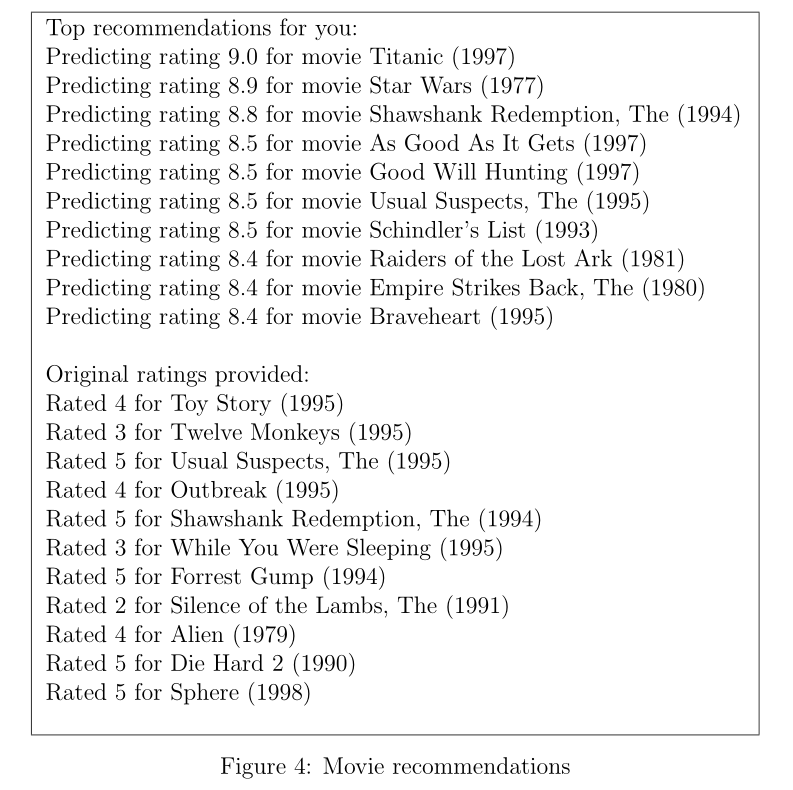 Top recommendations for you:
Predicting rating 9.0 for movie Titanic (1997)
Predicting rating 8.9 for movie Star Wars (1977)
Predicting rating 8.8 for movie Shawshank Redemption, The (1994)
Predicting rating 8.5 for movie As Good As It Gets (1997)
Predicting rating 8.5 for movie Good Will Hunting (1997)
Predicting rating 8.5 for movie Usual Suspects, The (1995)
Predicting rating 8.5 for movie Schindler's List (1993)
Predicting rating 8.4 for movie Raiders of the Lost Ark (1981)
Predicting rating 8.4 for movie Empire Strikes Back, The (1980)
Predicting rating 8.4 for movie Braveheart (1995)
Original ratings provided:
Rated 4 for Toy Story (1995)
Rated 3 for Twelve Monkeys (1995)
Rated 5 for Usual Suspects, The (1995)
Rated 4 for Outbreak (1995)
Rated 5 for Shawshank Redemption, The (1994)
Rated 3 for While You Were Sleeping (1995)
Rated 5 for Forrest Gump (1994)
Rated 2 for Silence of the Lambs, The (1991)
Rated 4 for Alien (1979)
Rated 5 for Die Hard 2 (1990)
Rated 5 for Sphere (1998)
Figure 4: Movie recommendations